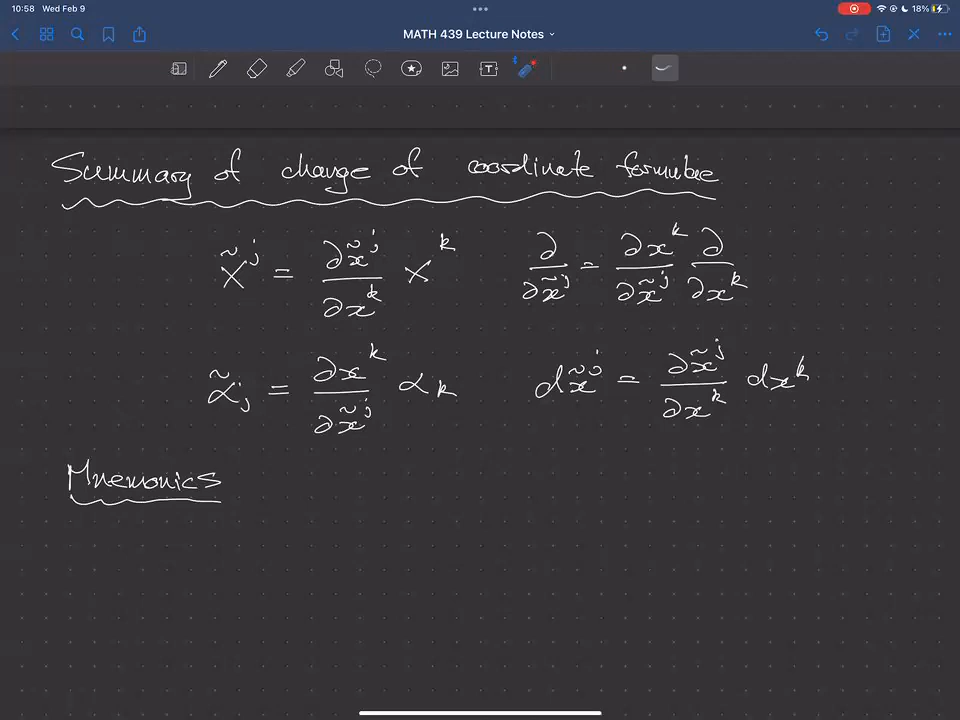 10:58 Wed Feb 9
18%
MATH 439 Lecture Notes
Summary of change of coordinate formulae
X̃^j = ∂x̃^j/∂x^k X^k ∂/∂x̃^j = ∂x^k/∂x̃^j ∂/∂x^k
α̃_j = ∂x^k/∂x̃^j α_k dx̃^j = ∂x̃^j/∂x^k dx^k
Mnemonics